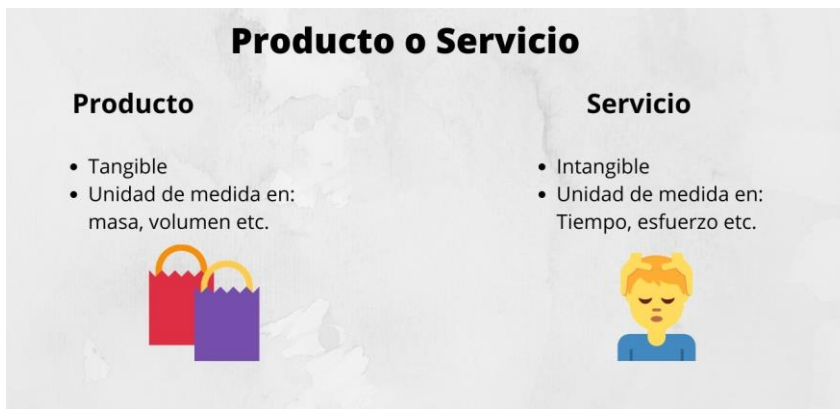 Producto o Servicio
Producto
• Tangible
• Unidad de medida en:
masa, volumen etc.
Servicio
• Intangible
• Unidad de medida en:
Tiempo, esfuerzo etc.